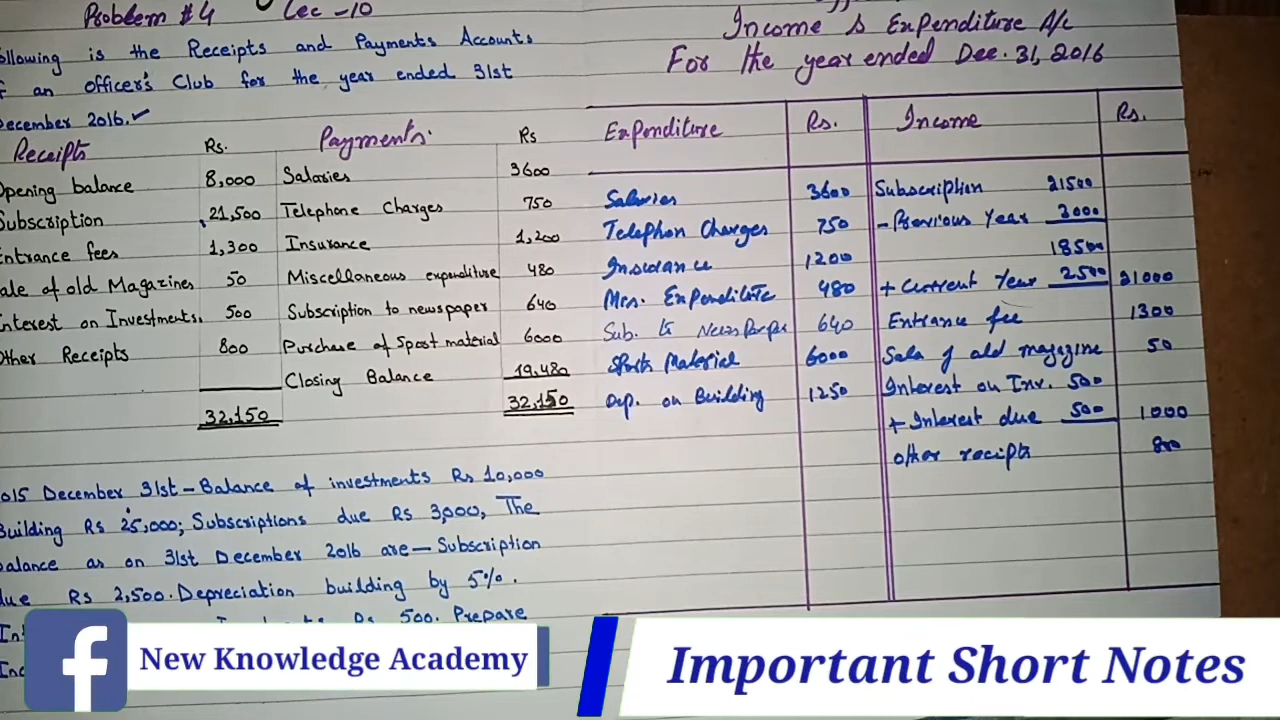 Problem #4 Lec -10
ollowing is the Receipts and Payments Accounts
f an officer's Club for the year ended 31st
ecember 2016.
Receipts Rs. Payments. Rs
Opening balance 8,000 Salaries 3600
Subscription 21,500 Telephone Charges 750
Entrance fees 1,300 Insurance 1,200
ale of old Magazines 50 Miscellaneous expenditure 480
Interest on Investments. 500 Subscription to newspaper 640
Other Receipts 800 Purchase of Sport material 6000
Closing Balance 19,480
32,150 32,150
015 December 31st - Balance of investments Rs 10,000
Building Rs 25,000; Subscriptions due Rs 3,000, The
balance as on 31st December 2016 are - Subscription
due Rs 2,500. Depreciation building by 5%.
Rs 500. Prepare
Income & Expenditure A/c
For the year ended Dec. 31, 2016
Expenditure Rs. Income Rs.
Salaries 3600 Subscription 21500
Telephon Charges 750 - Previous Year 3000
Insurance 1200 18500
Mis. Expenditure 480 + Current Year 2500 21000
Sub. to News Paper 640 Entrance fee 1300
Sports Material 6000 Sale of old magazine 50
Dep. on Building 1250 Interest on Inv. 500
+ Interest due 500 1000
other recipts 800
New Knowledge Academy
Important Short Notes